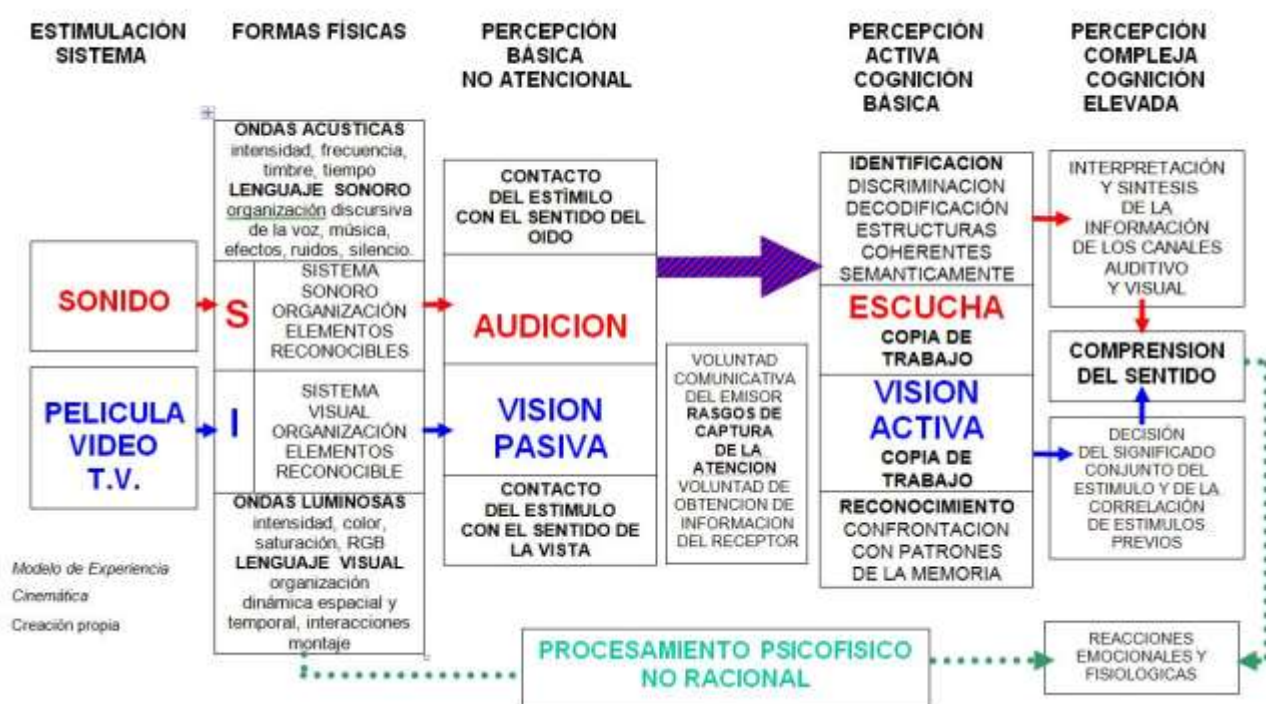 ESTIMULACIÓN
SISTEMA
FORMAS FÍSICAS
PERCEPCIÓN
BÁSICA
NO ATENCIONAL
PERCEPCIÓN
ACTIVA
COGNICIÓN
BÁSICA
PERCEPCIÓN
COMPLEJA
COGNICIÓN
ELEVADA
SONIDO
PELICULA
VIDEO
T.V.
Modelo de Experiencia
Cinemática
Creación propia
ONDAS ACÚSTICAS
intensidad, frecuencia,
timbre, tiempo
LENGUAJE SONORO
organización discursiva
de la voz, música,
efectos, ruidos, silencio.
S
SISTEMA
SONORO
ORGANIZACIÓN
ELEMENTOS
RECONOCIBLES
I
SISTEMA
VISUAL
ORGANIZACIÓN
ELEMENTOS
RECONOCIBLE
ONDAS LUMINOSAS
intensidad, color,
saturación, RGB
LENGUAJE VISUAL
organización
dinámica espacial y
temporal, interacciones
montaje
CONTACTO
DEL ESTÌMILO
CON EL SENTIDO DEL
OIDO
AUDICION
VISION
PASIVA
CONTACTO
DEL ESTIMULO
CON EL SENTIDO DE
LA VISTA
VOLUNTAD
COMUNICATIVA
DEL EMISOR
RASGOS DE
CAPTURA
DE LA
ATENCION
VOLUNTAD DE
OBTENCION DE
INFORMACION
DEL RECEPTOR
IDENTIFICACION
DISCRIMINACION
DECODIFICACIÓN
ESTRUCTURAS
COHERENTES
SEMANTICAMENTE
ESCUCHA
COPIA DE
TRABAJO
VISION
ACTIVA
COPIA DE
TRABAJO
RECONOCIMIENTO
CONFRONTACION
CON PATRONES
DE LA MEMORIA
INTERPRETACIÓN
Y SINTESIS
DE LA
INFORMACIÓN
DE LOS CANALES
AUDITIVO
Y VISUAL
COMPRENSION
DEL SENTIDO
DECISIÓN
DEL SIGNIFICADO
CONJUNTO DEL
ESTIMULO Y DE LA
CORRELACIÓN
DE ESTIMULOS
PREVIOS
PROCESAMIENTO PSICOFISICO
NO RACIONAL
REACCIONES
EMOCIONALES Y
FISIOLOGICAS